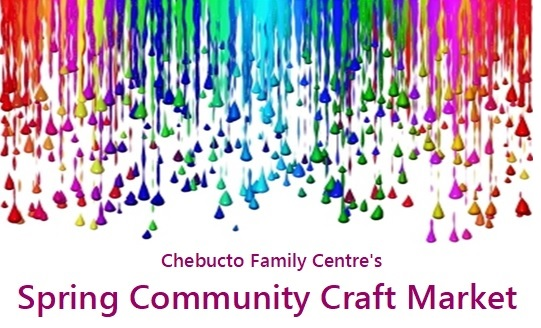 Chebucto Family Centre's
Spring Community Craft Market